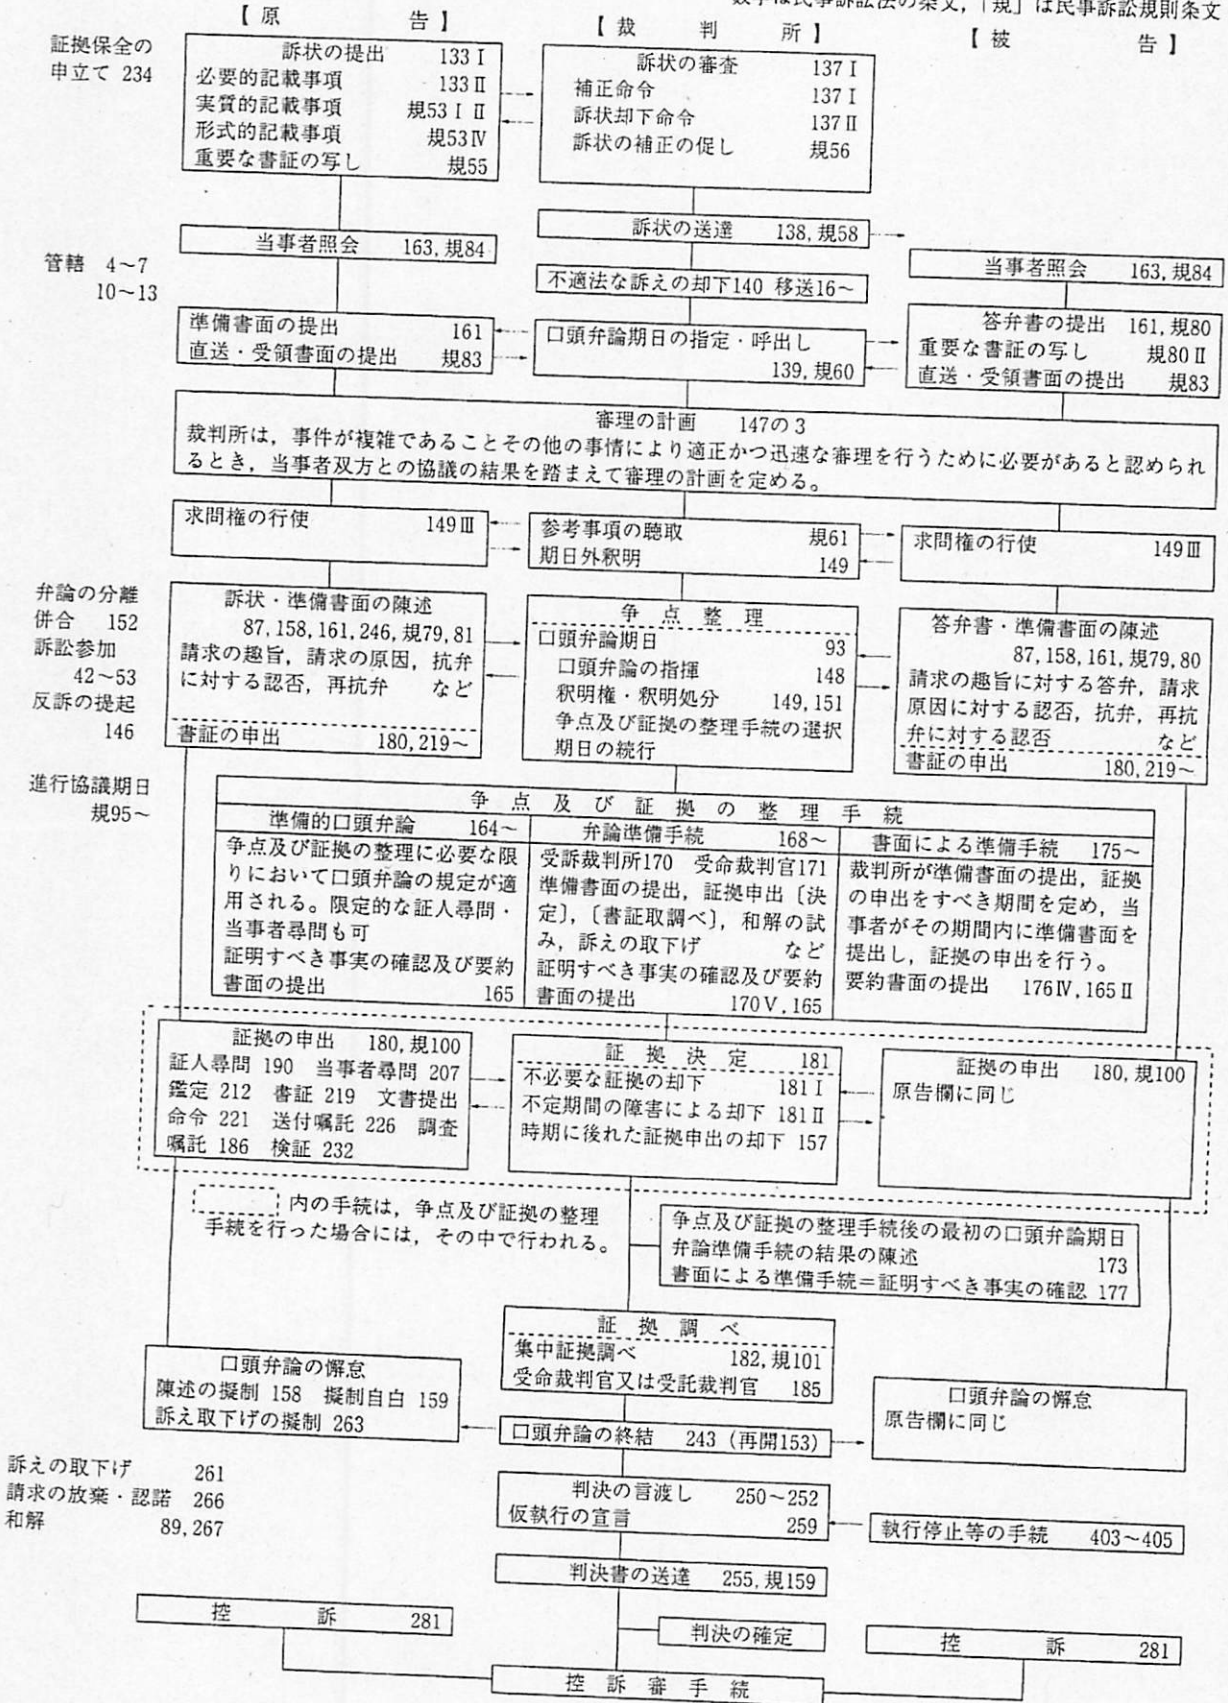 数字は民事訴訟法の条文,「規」は民事訴訟規則条文
【原 告】
【裁 判 所】
【被 告】
証拠保全の
申立て 234
訴状の提出 133Ⅰ
必要的記載事項 133Ⅱ
実質的記載事項 規53ⅠⅡ
形式的記載事項 規53Ⅳ
重要な書証の写し 規55
訴状の審査 137Ⅰ
補正命令 137Ⅰ
訴状却下命令 137Ⅱ
訴状の補正の促し 規56
訴状の送達 138,規58
当事者照会 163,規84
当事者照会 163,規84
管轄 4~7
10~13
不適法な訴えの却下140 移送16~
準備書面の提出 161
直送・受領書面の提出 規83
口頭弁論期日の指定・呼出し
139,規60
答弁書の提出 161,規80
重要な書証の写し 規80Ⅱ
直送・受領書面の提出 規83
審理の計画 147の3
裁判所は,事件が複雑であることその他の事情により適正かつ迅速な審理を行うために必要があると認められ
るとき,当事者双方との協議の結果を踏まえて審理の計画を定める。
求問権の行使 149Ⅲ
参考事項の聴取 規61
期日外釈明 149
求問権の行使 149Ⅲ
弁論の分離
併合 152
訴訟参加
42~53
反訴の提起
146
訴状・準備書面の陳述
87,158,161,246,規79,81
請求の趣旨,請求の原因,抗弁
に対する認否,再抗弁 など
書証の申出 180,219~
争 点 整 理
口頭弁論期日 93
口頭弁論の指揮 148
釈明権・釈明処分 149,151
争点及び証拠の整理手続の選択
期日の続行
答弁書・準備書面の陳述
87,158,161,規79,80
請求の趣旨に対する答弁,請求
原因に対する認否,抗弁,再抗
弁に対する認否 など
書証の申出 180,219~
進行協議期日
規95~
争点及び証拠の整理手続
準備的口頭弁論 164~
争点及び証拠の整理に必要な限
りにおいて口頭弁論の規定が適
用される。限定的な証人尋問・
当事者尋問も可
証明すべき事実の確認及び要約
書面の提出 165
弁論準備手続 168~
受訴裁判所170 受命裁判官171
準備書面の提出,証拠申出〔決
定〕,〔書証取調べ〕,和解の試
み,訴えの取下げ など
証明すべき事実の確認及び要約
書面の提出 170Ⅴ,165
書面による準備手続 175~
裁判所が準備書面の提出,証拠
の申出をすべき期間を定め,当
事者がその期間内に準備書面を
提出し,証拠の申出を行う。
要約書面の提出 176Ⅳ,165Ⅱ
証拠の申出 180,規100
証人尋問 190 当事者尋問 207
鑑定 212 書証 219 文書提出
命令 221 送付嘱託 226 調査
嘱託 186 検証 232
証 拠 決 定 181
不必要な証拠の却下 181Ⅰ
不定期間の障害による却下 181Ⅱ
時期に後れた証拠申出の却下 157
証拠の申出 180,規100
原告欄に同じ
内の手続は,争点及び証拠の整理
手続を行った場合には,その中で行われる。
争点及び証拠の整理手続後の最初の口頭弁論期日
弁論準備手続の結果の陳述 173
書面による準備手続=証明すべき事実の確認 177
証 拠 調 べ
集中証拠調べ 182,規101
受命裁判官又は受託裁判官 185
口頭弁論の懈怠
陳述の擬制 158 擬制自白 159
訴え取下げの擬制 263
口頭弁論の懈怠
原告欄に同じ
口頭弁論の終結 243(再開153)
訴えの取下げ 261
請求の放棄・認諾 266
和解 89,267
判決の言渡し 250~252
仮執行の宣言 259
執行停止等の手続 403~405
判決書の送達 255,規159
控 訴 281
判決の確定
控 訴 281
控訴審手続